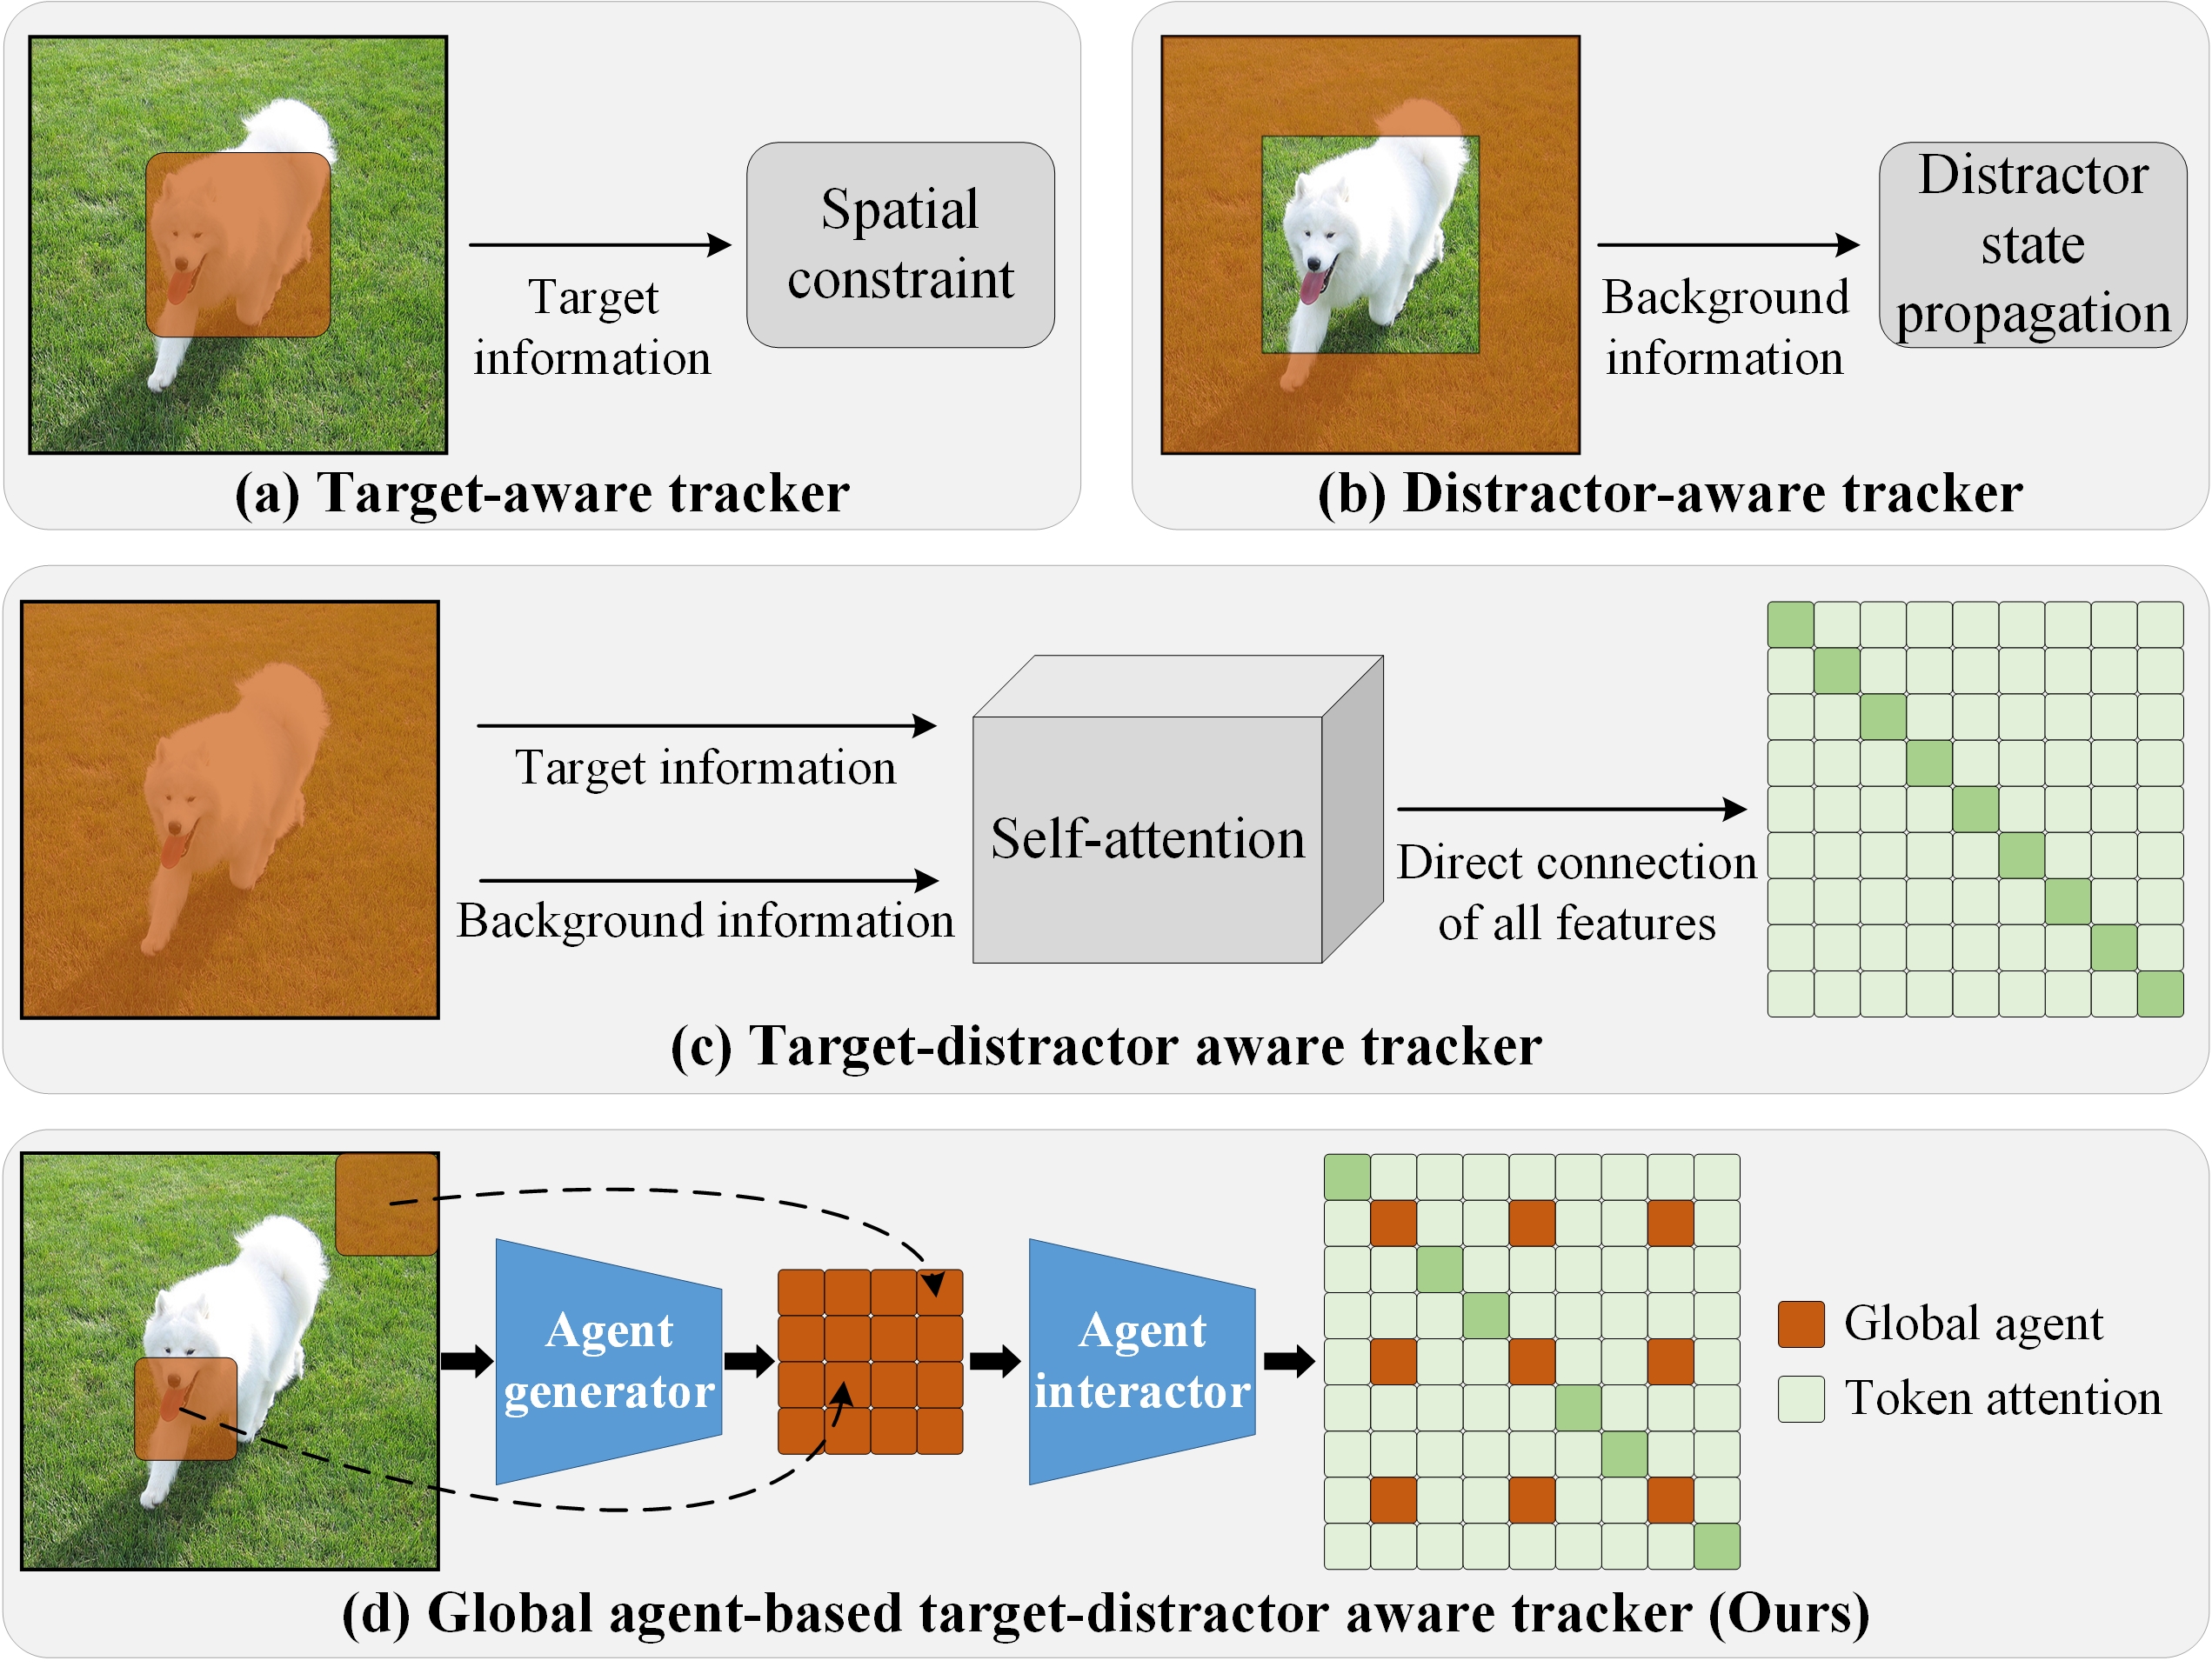 Target
information
Spatial
constraint
(a) Target-aware tracker
Background
information
Distractor
state
propagation
(b) Distractor-aware tracker
Target information
Background information
Self-attention
Direct connection
of all features
(c) Target-distractor aware tracker
Agent
generator
Agent
interactor
Global agent
Token attention
(d) Global agent-based target-distractor aware tracker (Ours)